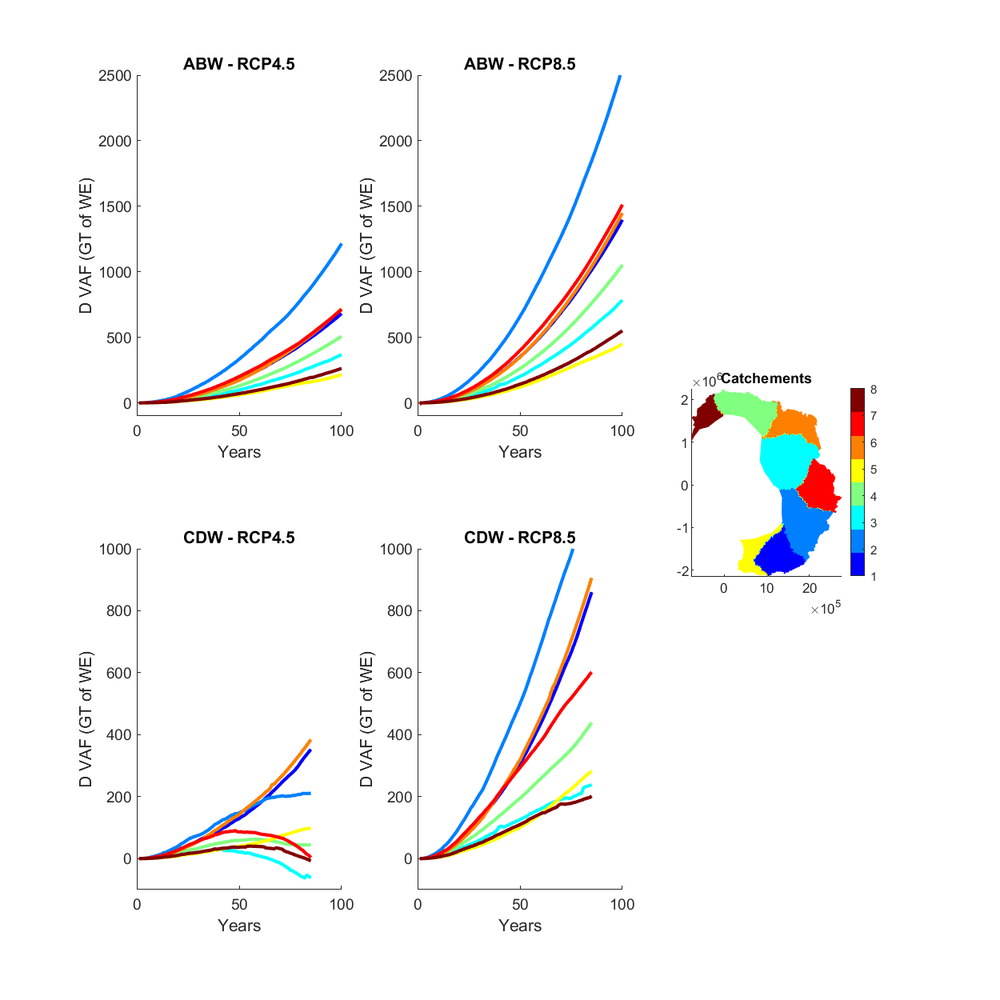 ABW - RCP4.5
2500
2000
1500
1000
500
0
D VAF (GT of WE)
0 50 100
Years
ABW - RCP8.5
2500
2000
1500
1000
500
0
D VAF (GT of WE)
0 50 100
Years
×10⁶
Catchements
2
1
0
-1
-2
0 10 20
×10⁵
8
7
6
5
4
3
2
1
CDW - RCP4.5
1000
800
600
400
200
0
D VAF (GT of WE)
0 50 100
Years
CDW - RCP8.5
1000
800
600
400
200
0
D VAF (GT of WE)
0 50 100
Years